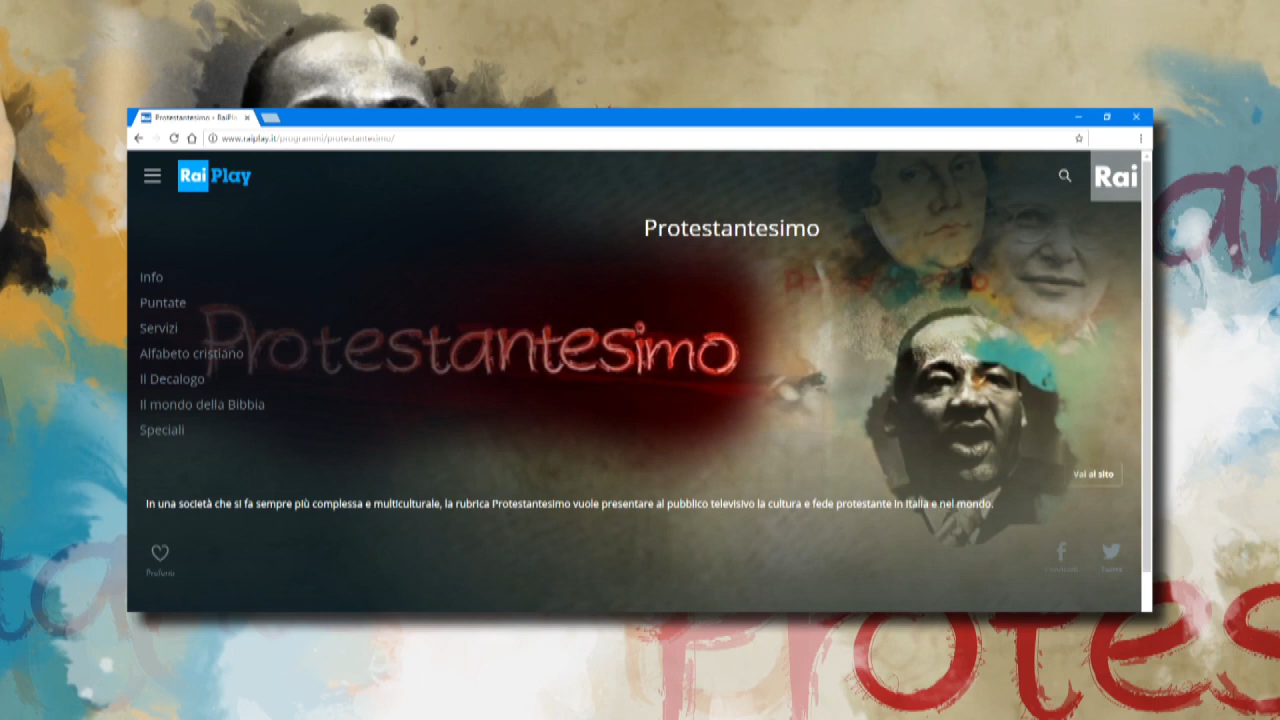 Protestantesimo - RaiPla
www.raiplay.it/programmi/protestantesimo/
Rai Play
Rai
Protestantesimo
Info
Puntate
Servizi
Alfabeto cristiano
Il Decalogo
Il mondo della Bibbia
Speciali
Protestantesimo
Vai al sito
In una società che si fa sempre più complessa e multiculturale, la rubrica Protestantesimo vuole presentare al pubblico televisivo la cultura e fede protestante in Italia e nel mondo.
Protes